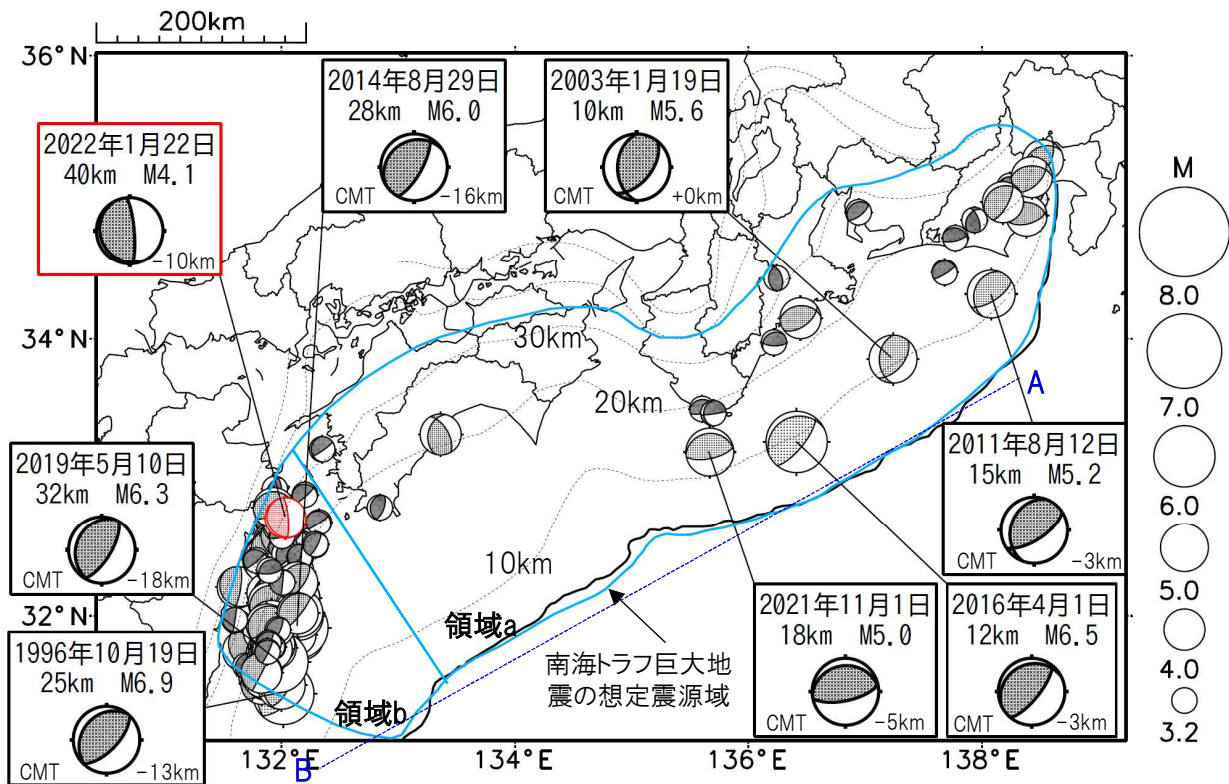 200km
36°N
34°N
32°N
132°E
134°E
136°E
138°E
2022年1月22日
40km M4.1
-10km
2014年8月29日
28km M6.0
CMT
-16km
2003年1月19日
10km M5.6
CMT
+0km
2019年5月10日
32km M6.3
CMT
-18km
1996年10月19日
25km M6.9
CMT
-13km
2011年8月12日
15km M5.2
CMT
-3km
2021年11月1日
18km M5.0
CMT
-5km
2016年4月1日
12km M6.5
CMT
-3km
30km
20km
10km
A
B
領域a
領域b
南海トラフ巨大地
震の想定震源域
M
8.0
7.0
6.0
5.0
4.0
3.2